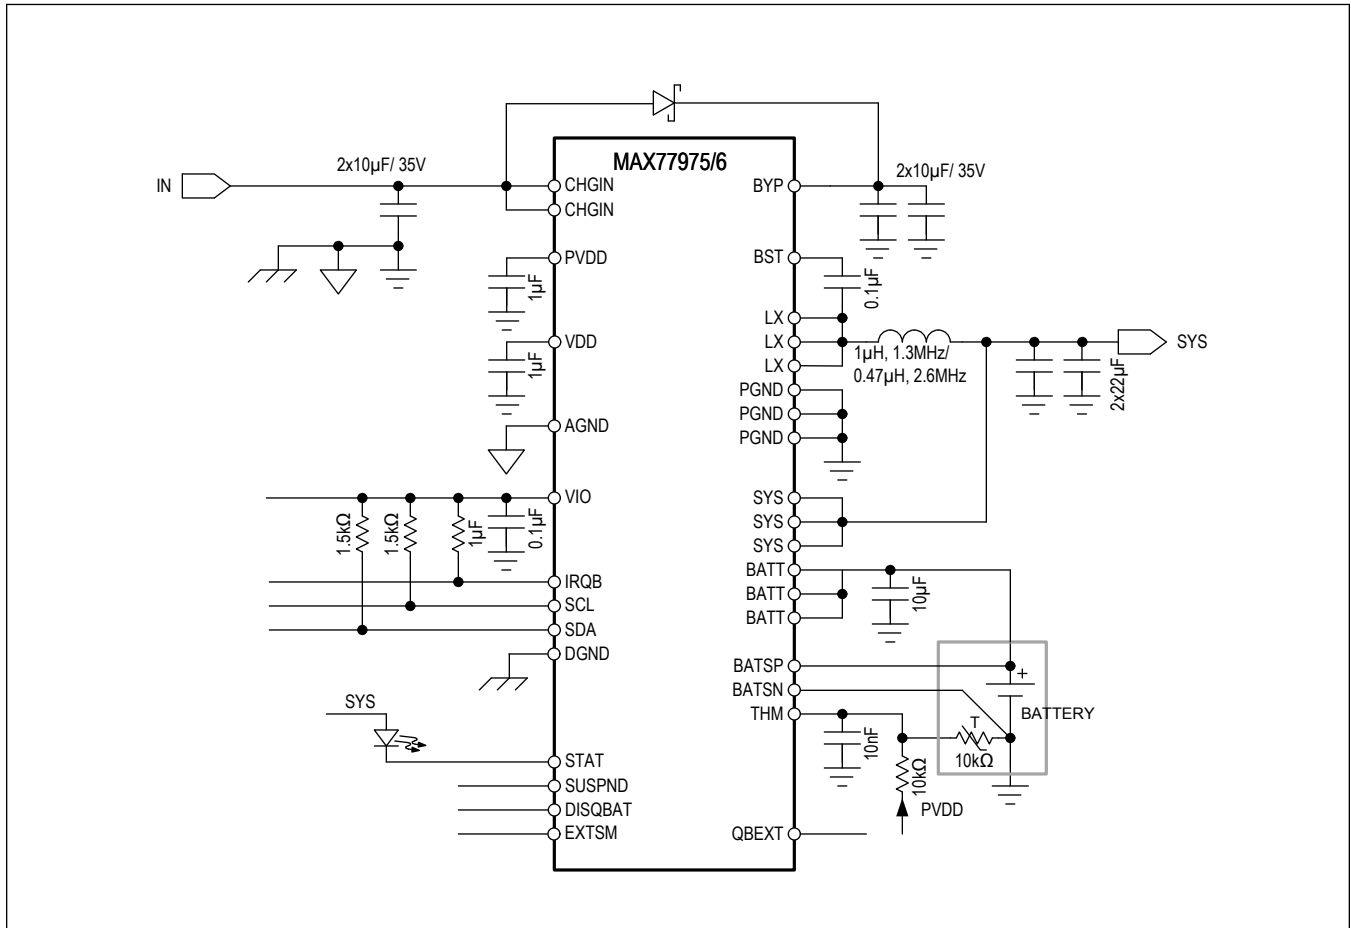 MAX77975/6
2x10µF/ 35V
IN
CHGIN
CHGIN
PVDD
1µF
VDD
1µF
AGND
VIO
1.5kΩ
1.5kΩ
1µF
0.1µF
IRQB
SCL
SDA
DGND
SYS
STAT
SUSPND
DISQBAT
EXTSM
BYP
2x10µF/ 35V
BST
0.1µF
LX
LX
LX
1µH, 1.3MHz/
0.47µH, 2.6MHz
SYS
2x22µF
PGND
PGND
PGND
SYS
SYS
SYS
BATT
BATT
BATT
10µF
BATSP
BATSN
THM
+
BATTERY
T
10kΩ
10nF
10kΩ
PVDD
QBEXT